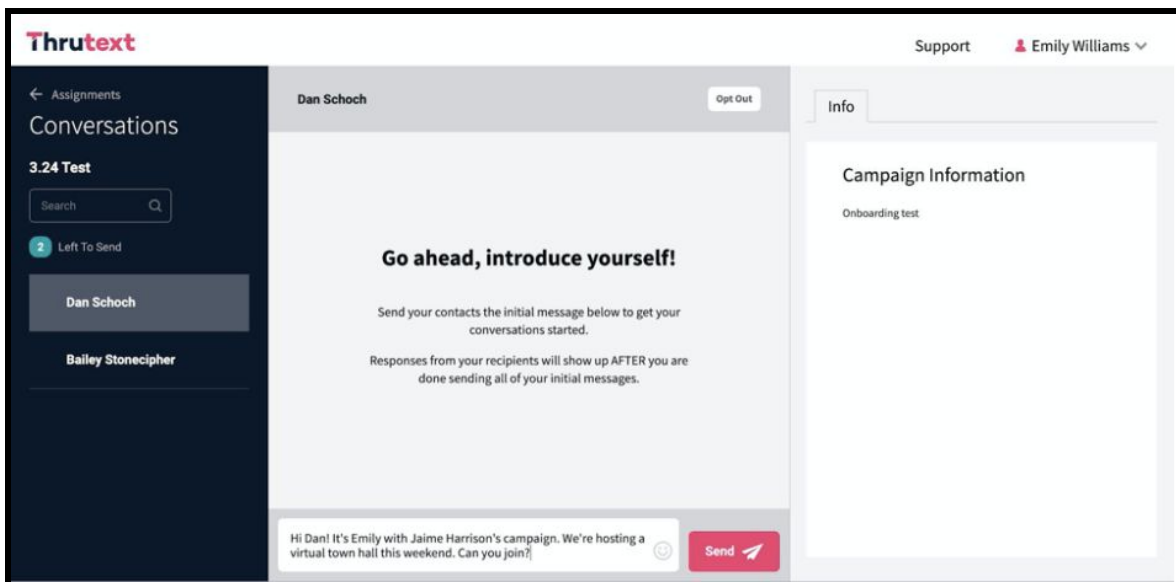 Thrutext
Support
Emily Williams
Assignments
Conversations
3.24 Test
Search
2 Left To Send
Dan Schoch
Bailey Stonecipher
Dan Schoch
Opt Out
Go ahead, introduce yourself!
Send your contacts the initial message below to get your
conversations started.
Responses from your recipients will show up AFTER you are
done sending all of your initial messages.
Hi Dan! It's Emily with Jaime Harrison's campaign. We're hosting a
virtual town hall this weekend. Can you join?
Send
Info
Campaign Information
Onboarding test